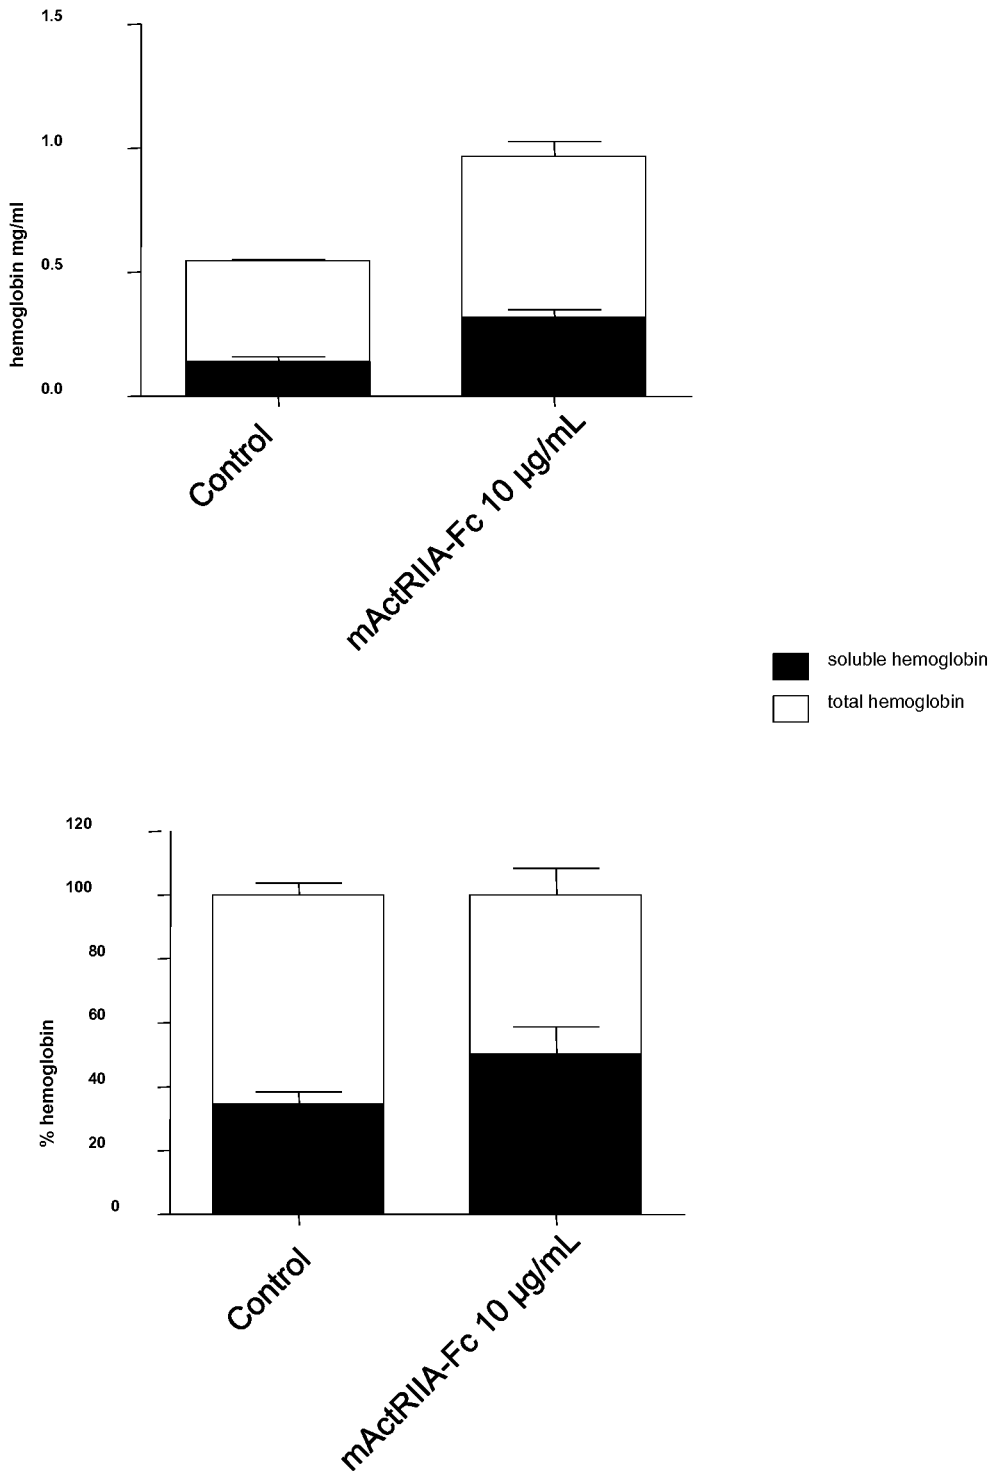 1.5
1.0
0.5
0.0
hemoglobin mg/ml
Control
mActRIIA-Fc 10 µg/mL
soluble hemoglobin
total hemoglobin
120
100
80
60
40
20
0
% hemoglobin
Control
mActRIIA-Fc 10 µg/mL